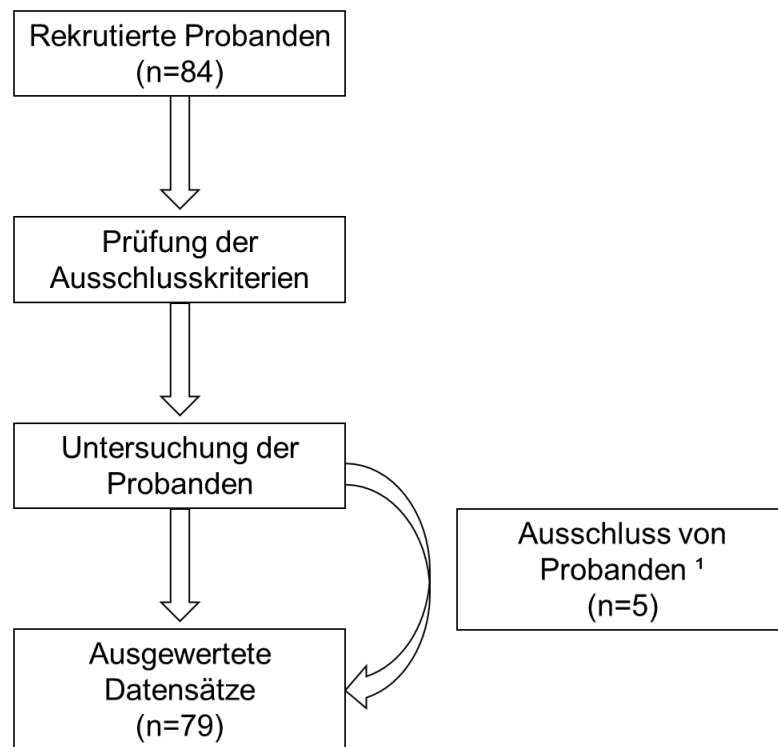 Rekrutierte Probanden
(n=84)
Prüfung der
Ausschlusskriterien
Untersuchung der
Probanden
Ausschluss von
Probanden ¹
(n=5)
Ausgewertete
Datensätze
(n=79)